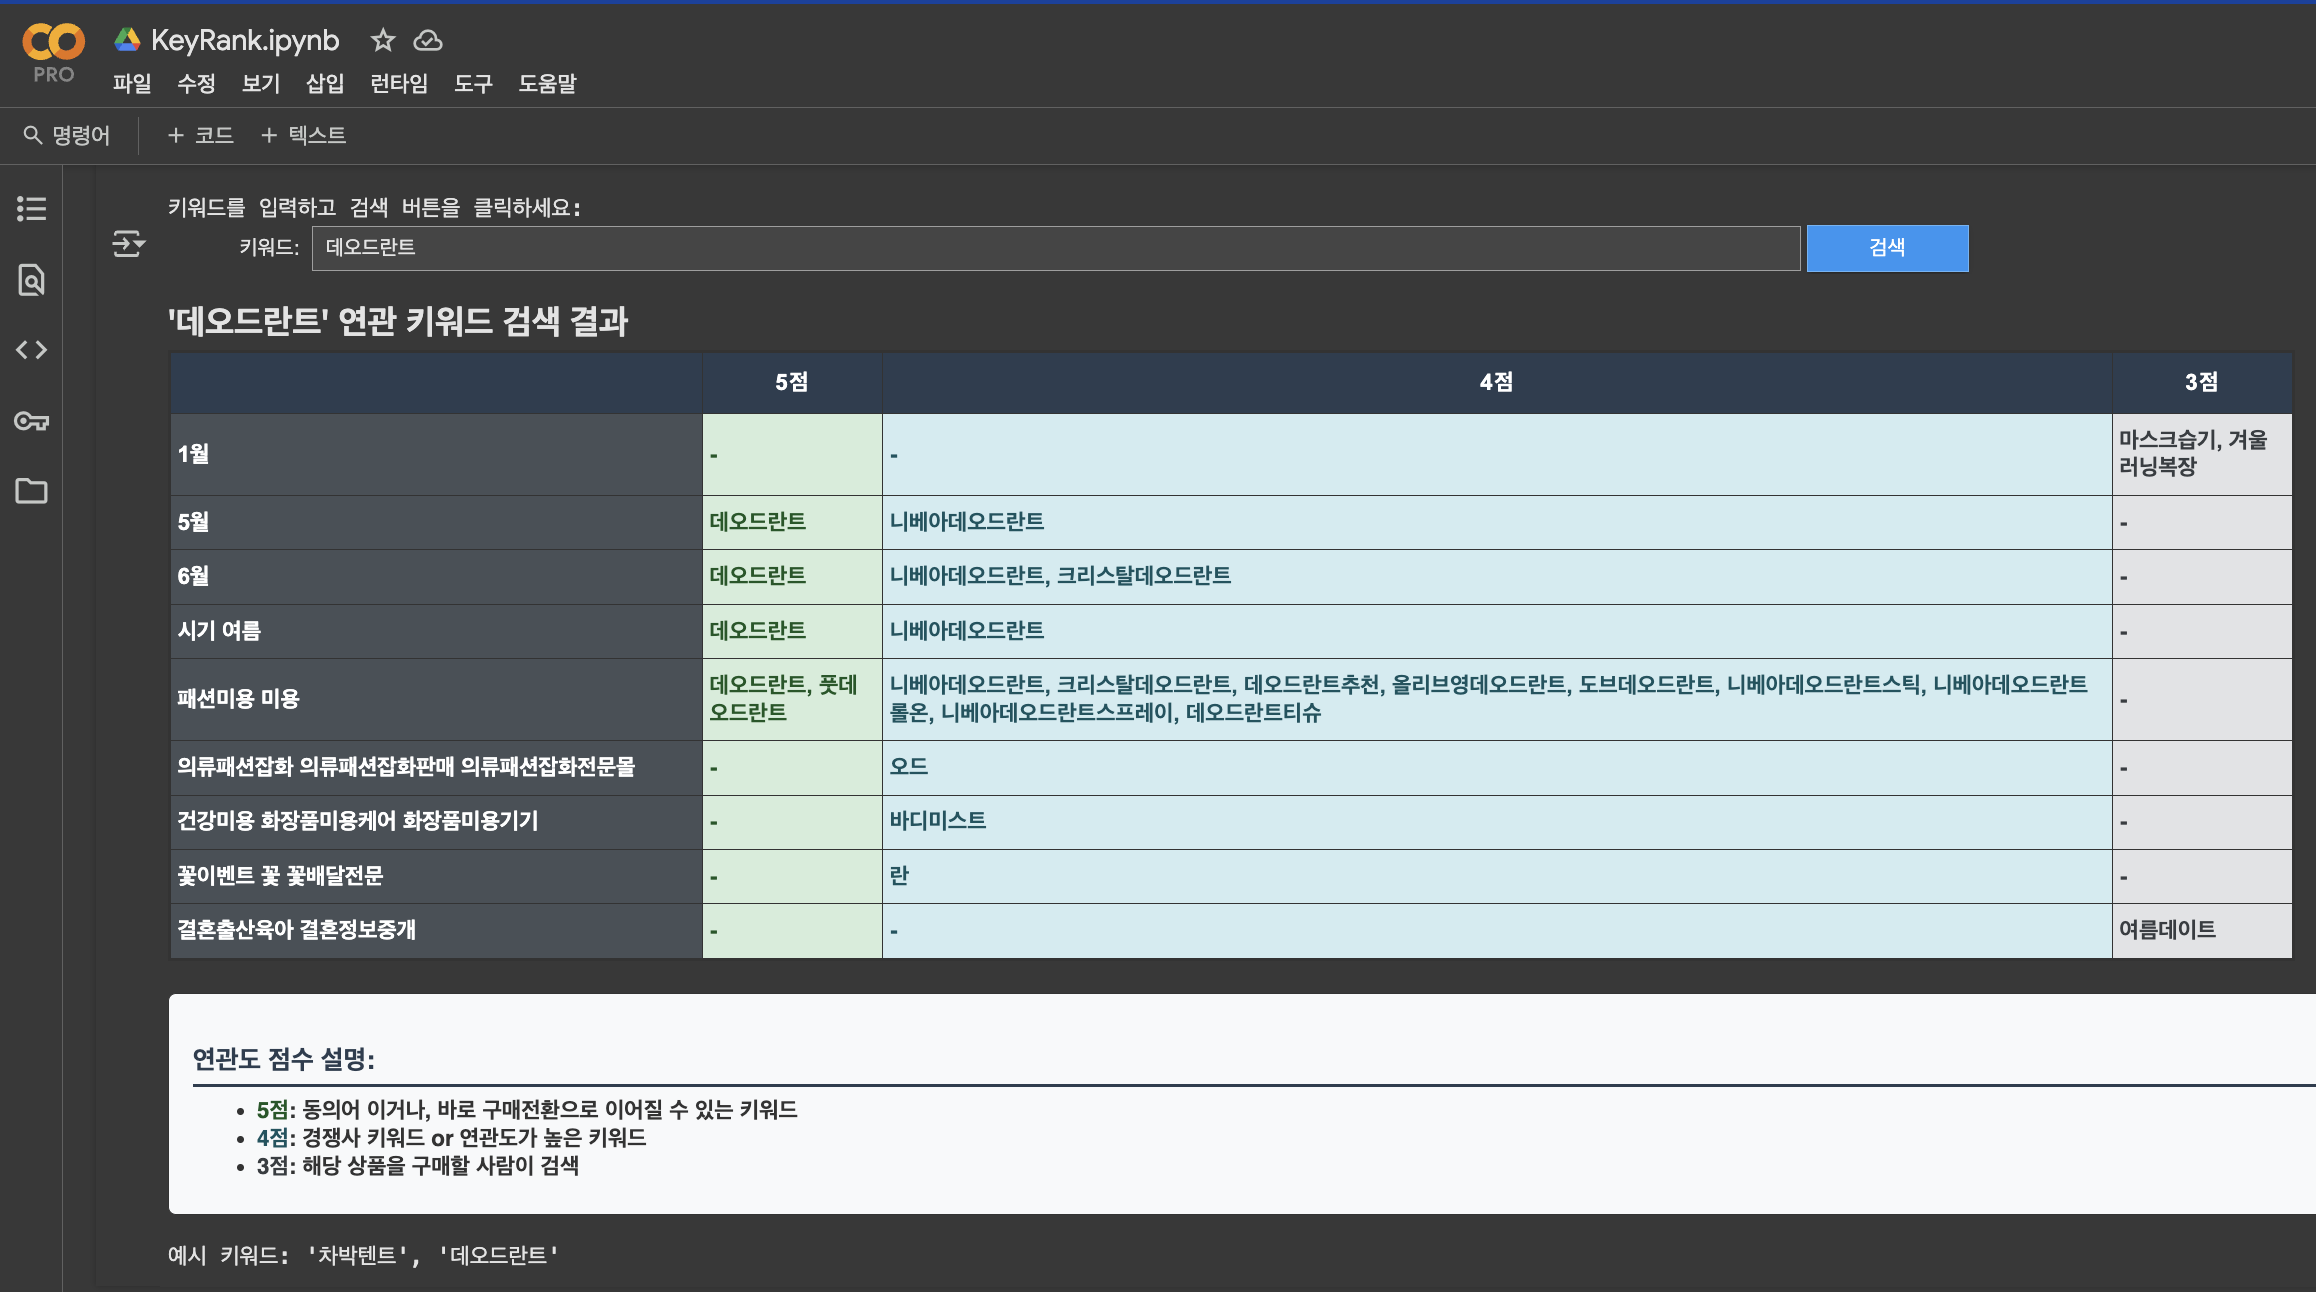 KeyRank.ipynb
PRO
파일 수정 보기 삽입 런타임 도구 도움말
명령어 + 코드 + 텍스트
키워드를 입력하고 검색 버튼을 클릭하세요:
키워드: 데오드란트 검색
'데오드란트' 연관 키워드 검색 결과
5점 4점 3점
1월 - - 마스크습기, 겨울
러닝복장
5월 데오드란트 니베아데오드란트 -
6월 데오드란트 니베아데오드란트, 크리스탈데오드란트 -
시기 여름 데오드란트 니베아데오드란트 -
패션미용 미용 데오드란트, 풋데
오드란트 니베아데오드란트, 크리스탈데오드란트, 데오드란트추천, 올리브영데오드란트, 도브데오드란트, 니베아데오드란트스틱, 니베아데오드란트
롤온, 니베아데오드란트스프레이, 데오드란트티슈 -
의류패션잡화 의류패션잡화판매 의류패션잡화전문몰 - 오드 -
건강미용 화장품미용케어 화장품미용기기 - 바디미스트 -
꽃이벤트 꽃 꽃배달전문 - 란 -
결혼출산육아 결혼정보중개 - - 여름데이트
연관도 점수 설명:
• 5점: 동의어 이거나, 바로 구매전환으로 이어질 수 있는 키워드
• 4점: 경쟁사 키워드 or 연관도가 높은 키워드
• 3점: 해당 상품을 구매할 사람이 검색
예시 키워드: '차박텐트', '데오드란트'